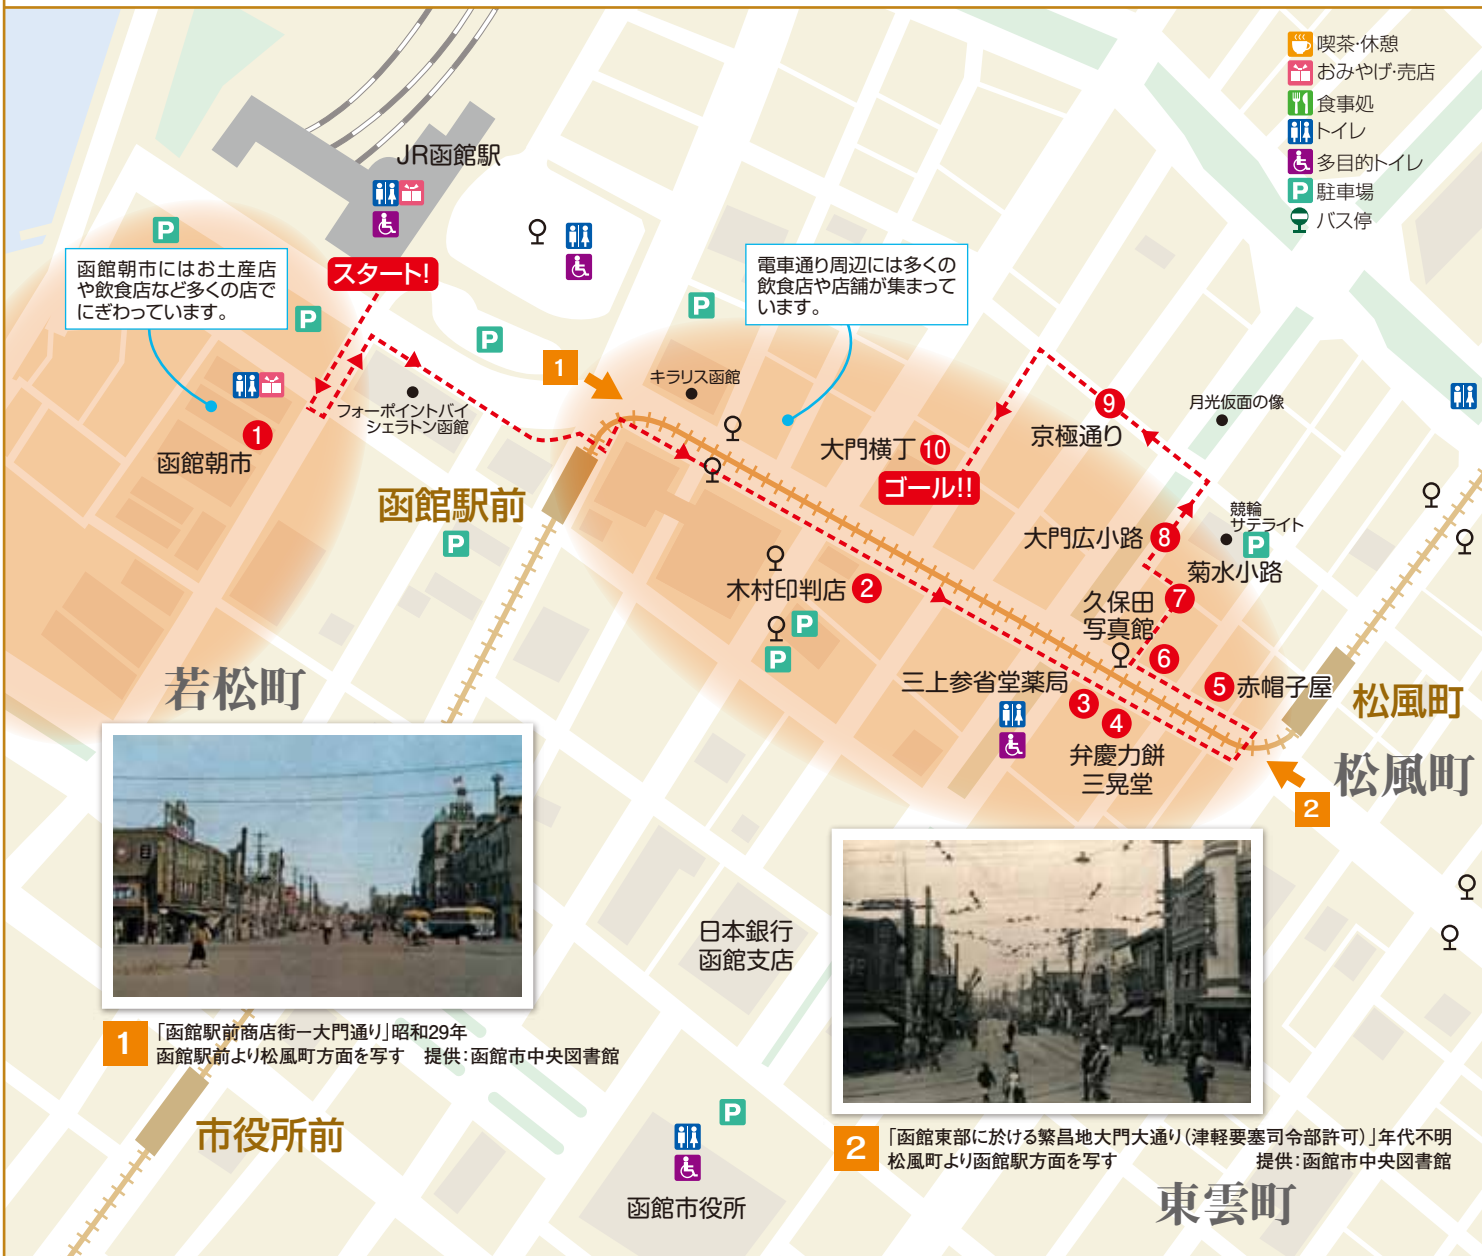 喫茶・休憩
おみやげ・売店
食事処
トイレ
多目的トイレ
P 駐車場
バス停
JR函館駅
P
函館朝市にはお土産店
や飲食店など多くの店で
にぎわっています。
スタート!
P
P
P
電車通り周辺には多くの
飲食店や店舗が集まって
います。
1
キラリス函館
フォーポイントバイ
シェラトン函館
1
函館朝市
函館駅前
P
大門横丁 10
ゴール!!
9
京極通り
月光仮面の像
競輪
サテライト
P
大門広小路 8
菊水小路
木村印判店 2
P
P
久保田
写真館
7
6
5 赤帽子屋
三上参省堂薬局
3
4
弁慶力餅
三晃堂
松風町
松風町
2
若松町
日本銀行
函館支店
1 「函館駅前商店街ー大門通り」昭和29年
函館駅前より松風町方面を写す 提供:函館市中央図書館
市役所前
P
函館市役所
2 「函館東部に於ける繁昌地大門大通り(津軽要塞司令部許可)」年代不明
松風町より函館駅方面を写す 提供:函館市中央図書館
東雲町